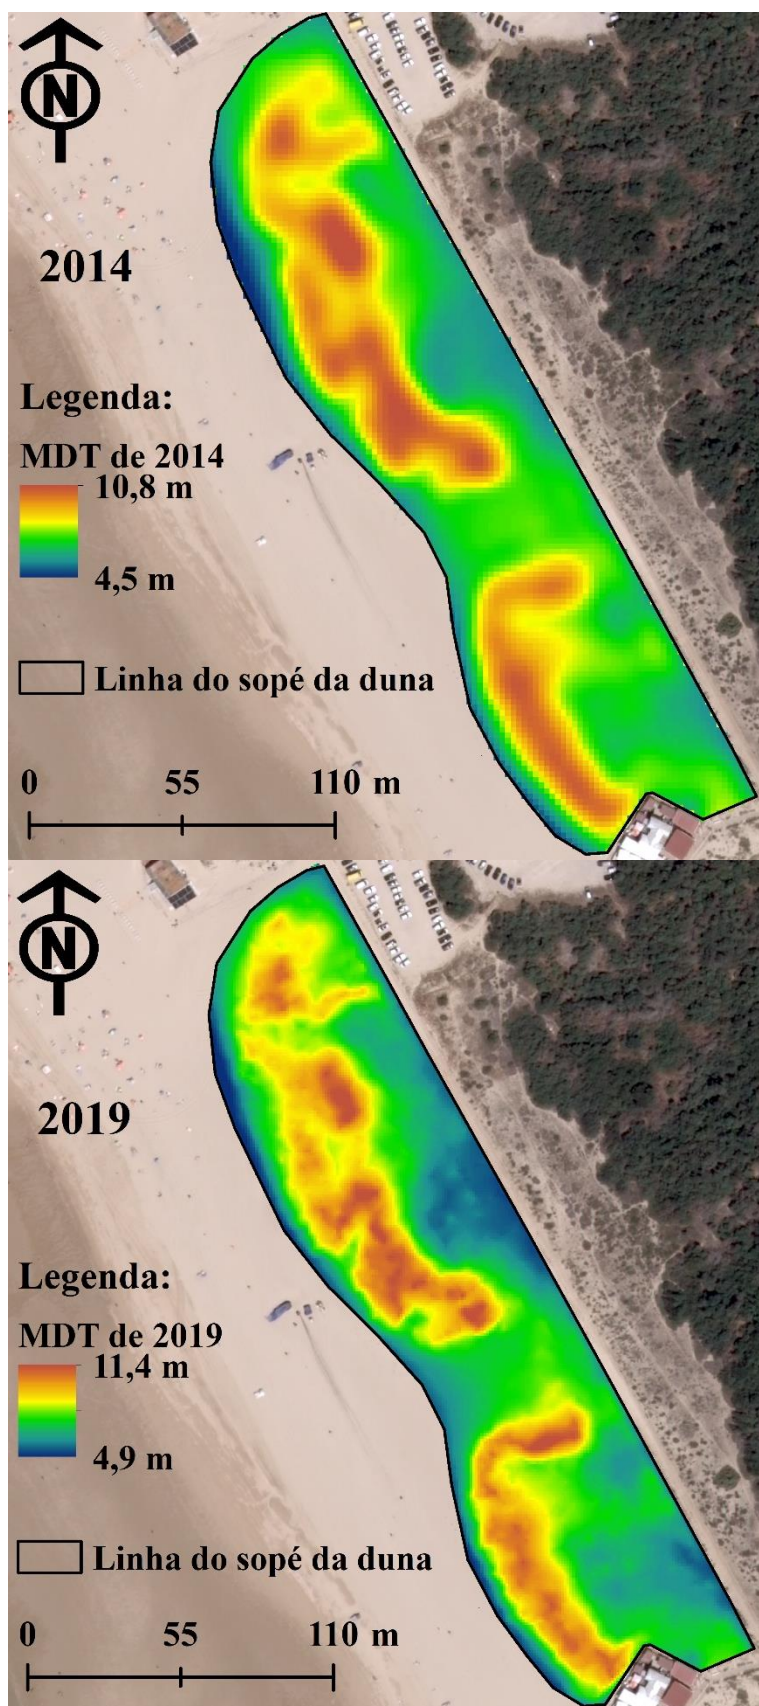 N
2014
Legenda:
MDT de 2014
10,8 m
4,5 m
Linha do sopé da duna
0 55 110 m
N
2019
Legenda:
MDT de 2019
11,4 m
4,9 m
Linha do sopé da duna
0 55 110 m